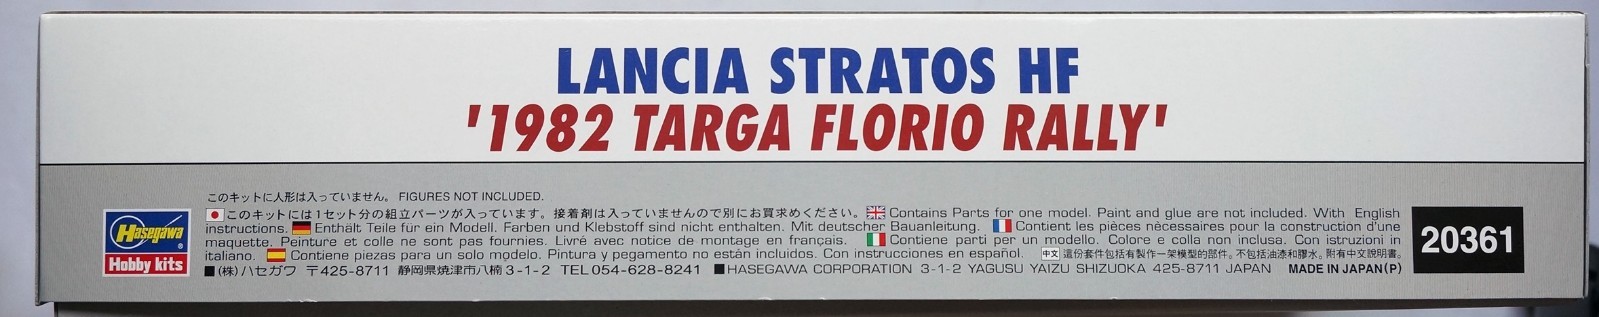 LANCIA STRATOS HF
'1982 TARGA FLORIO RALLY'
このキットに人形は入っていません。 FIGURES NOT INCLUDED.
このキットには1セット分の組立パーツが入っています。接着剤は入っていませんので別にお買求めください。 Contains Parts for one model. Paint and glue are not included. With English
instructions. Enthält Teile für ein Modell. Farben und Klebstoff sind nicht enthalten. Mit deutscher Bauanleitung. Contient les pièces nècessaires pour la construction d'une
maquette. Peinture et colle ne sont pas fournies. Livré avec notice de montage en français. Contiene parti per un modello. Colore e colla non inclusa. Con istruzioni in
italiano. Contiene piezas para un solo modelo. Pintura y pegamento no están incluidos. Con instrucciones en español. 中文 這份套件包括有製作一架模型的部件。不包括油漆和膠水。附有中文說明書。
■(株)ハセガワ 〒425-8711 静岡県焼津市八楠3-1-2 TEL 054-628-8241 ■HASEGAWA CORPORATION 3-1-2 YAGUSU YAIZU SHIZUOKA 425-8711 JAPAN MADE IN JAPAN(P)
Hasegawa®
Hobby kits
20361